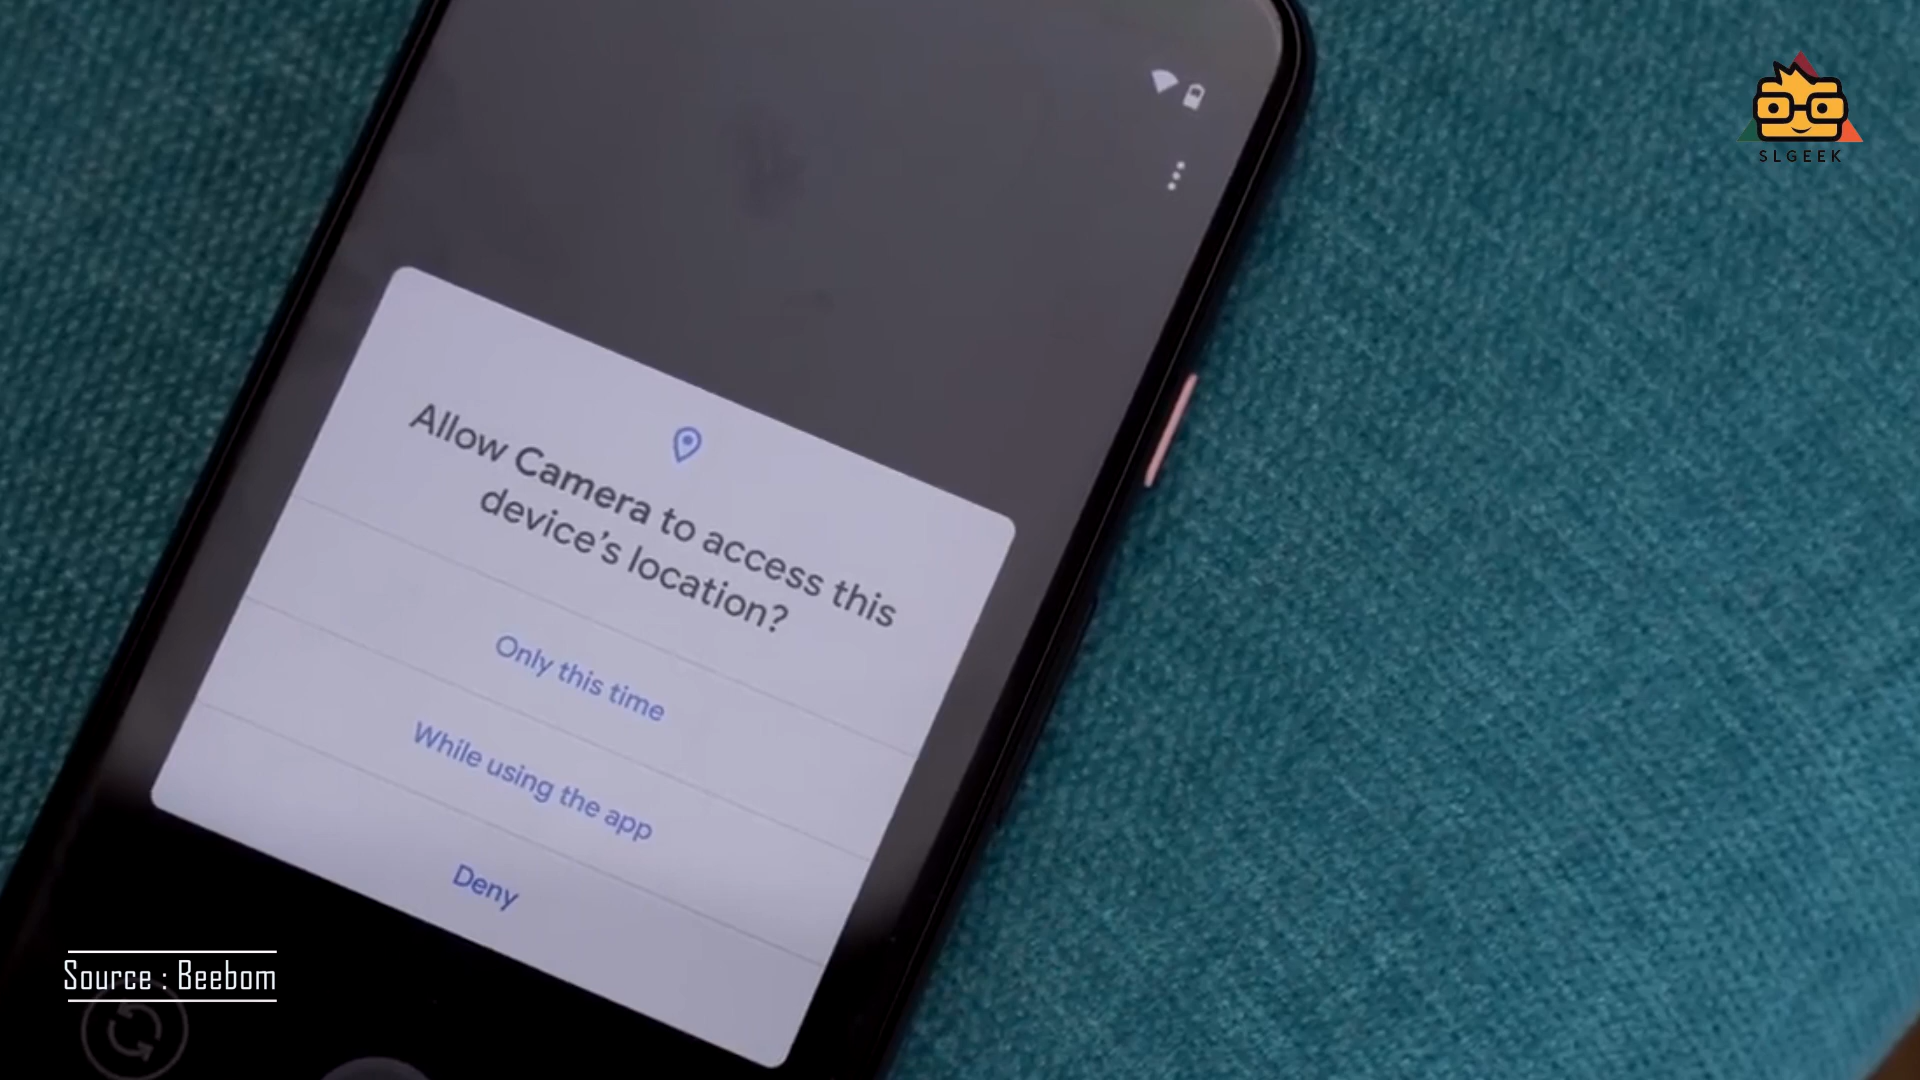 SLGEEK
Allow Camera to access this
device's location?
Only this time
While using the app
Deny
Source : Beebom